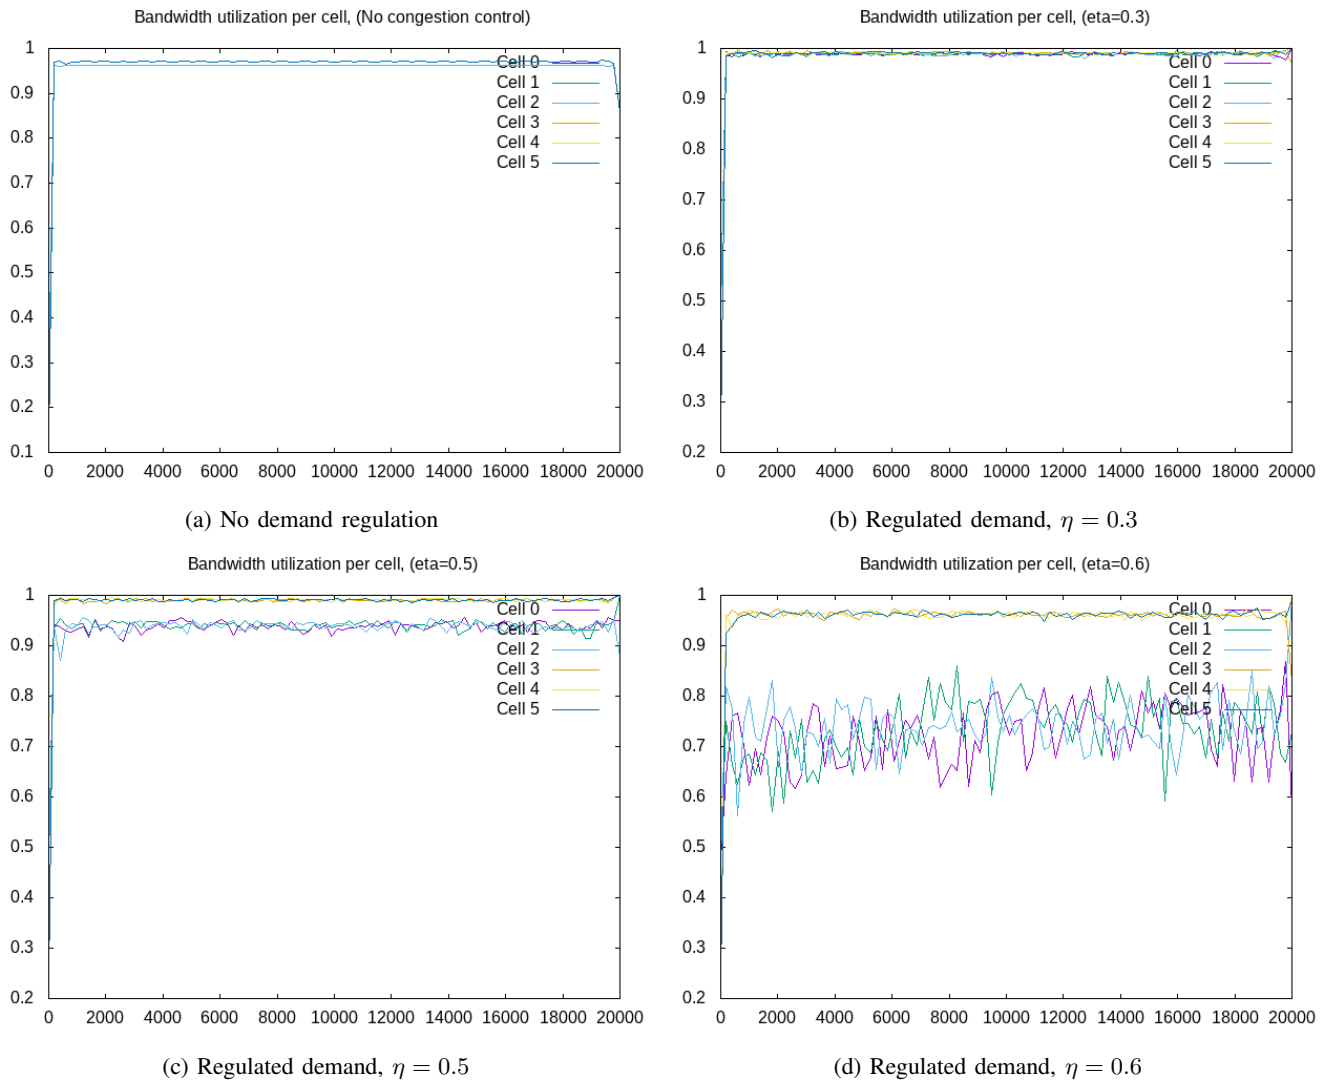 Bandwidth utilization per cell, (No congestion control)
1
0.9
0.8
0.7
0.6
0.5
0.4
0.3
0.2
0.1
0 2000 4000 6000 8000 10000 12000 14000 16000 18000 20000
Cell 0
Cell 1
Cell 2
Cell 3
Cell 4
Cell 5
(a) No demand regulation
Bandwidth utilization per cell, (eta=0.3)
1
0.9
0.8
0.7
0.6
0.5
0.4
0.3
0.2
0 2000 4000 6000 8000 10000 12000 14000 16000 18000 20000
Cell 0
Cell 1
Cell 2
Cell 3
Cell 4
Cell 5
(b) Regulated demand, η = 0.3
Bandwidth utilization per cell, (eta=0.5)
1
0.9
0.8
0.7
0.6
0.5
0.4
0.3
0.2
0 2000 4000 6000 8000 10000 12000 14000 16000 18000 20000
Cell 0
Cell 1
Cell 2
Cell 3
Cell 4
Cell 5
(c) Regulated demand, η = 0.5
Bandwidth utilization per cell, (eta=0.6)
1
0.9
0.8
0.7
0.6
0.5
0.4
0.3
0.2
0 2000 4000 6000 8000 10000 12000 14000 16000 18000 20000
Cell 0
Cell 1
Cell 2
Cell 3
Cell 4
Cell 5
(d) Regulated demand, η = 0.6